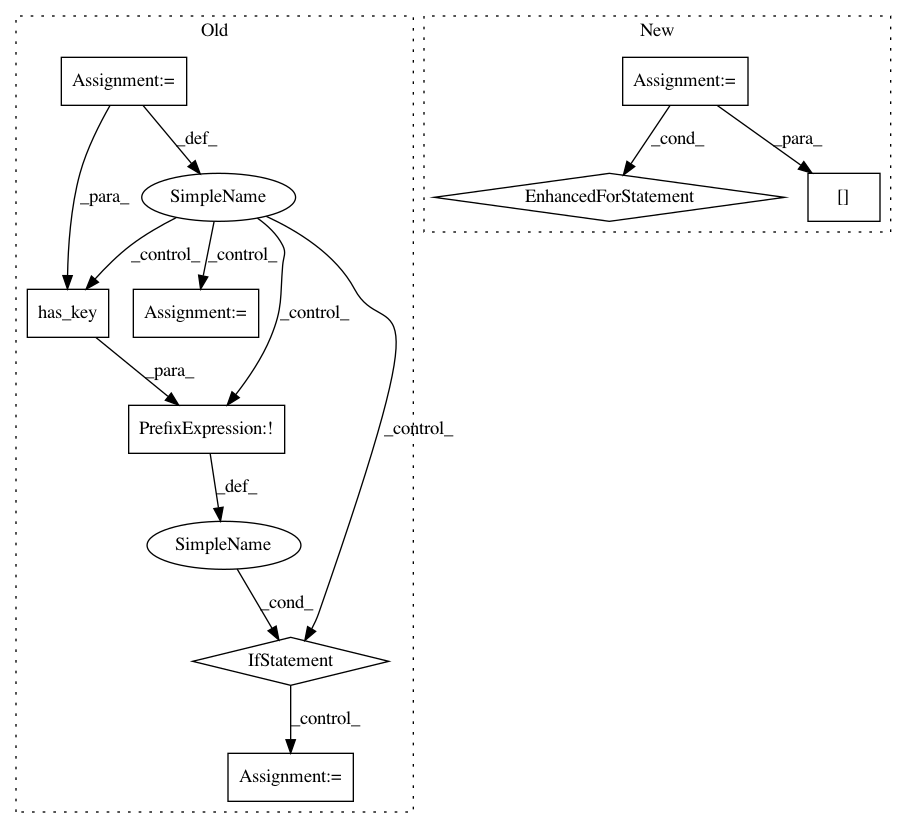 Old
New
Assignment:=
Assignment:=
_def_
_cond_
_para_
_para_
SimpleName
EnhancedForStatement
[]
_control_
_control_
has_key
Assignment:=
_control_
_para_
PrefixExpression:!
_control_
_def_
SimpleName
_cond_
IfStatement
_control_
Assignment:=